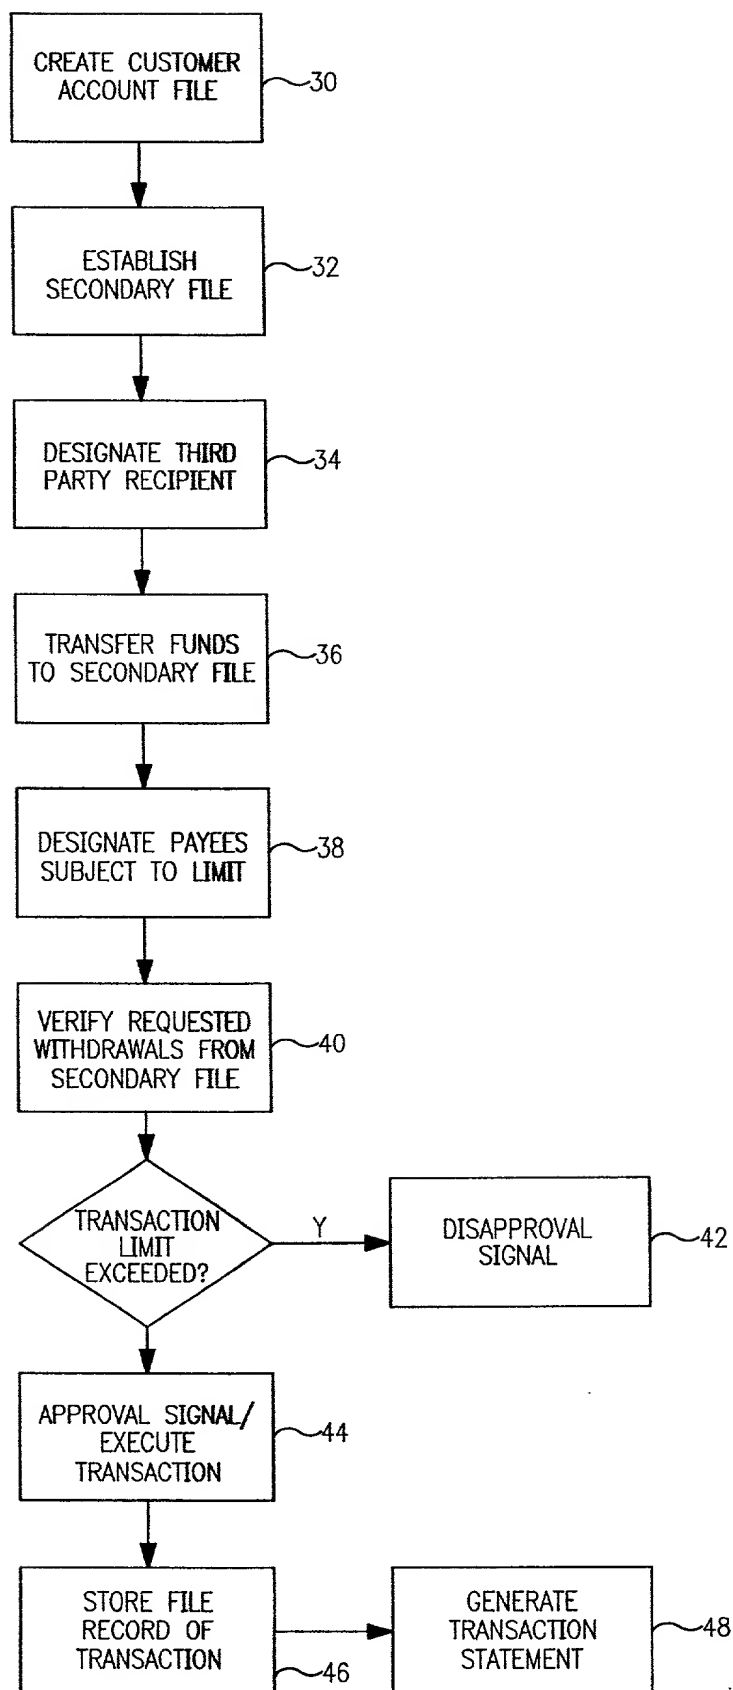 CREATE CUSTOMER
ACCOUNT FILE
30
ESTABLISH
SECONDARY FILE
32
DESIGNATE THIRD
PARTY RECIPIENT
34
TRANSFER FUNDS
TO SECONDARY FILE
36
DESIGNATE PAYEES
SUBJECT TO LIMIT
38
VERIFY REQUESTED
WITHDRAWALS FROM
SECONDARY FILE
40
TRANSACTION
LIMIT
EXCEEDED?
Y
DISAPPROVAL
SIGNAL
42
APPROVAL SIGNAL/
EXECUTE
TRANSACTION
44
STORE FILE
RECORD OF
TRANSACTION
46
GENERATE
TRANSACTION
STATEMENT
48